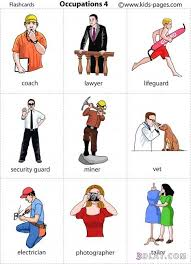 Flashcards
Occupations 4
www.kids-pages.com
coach
lawyer
lifeguard
security guard
miner
vet
electrician
photographer
tailor